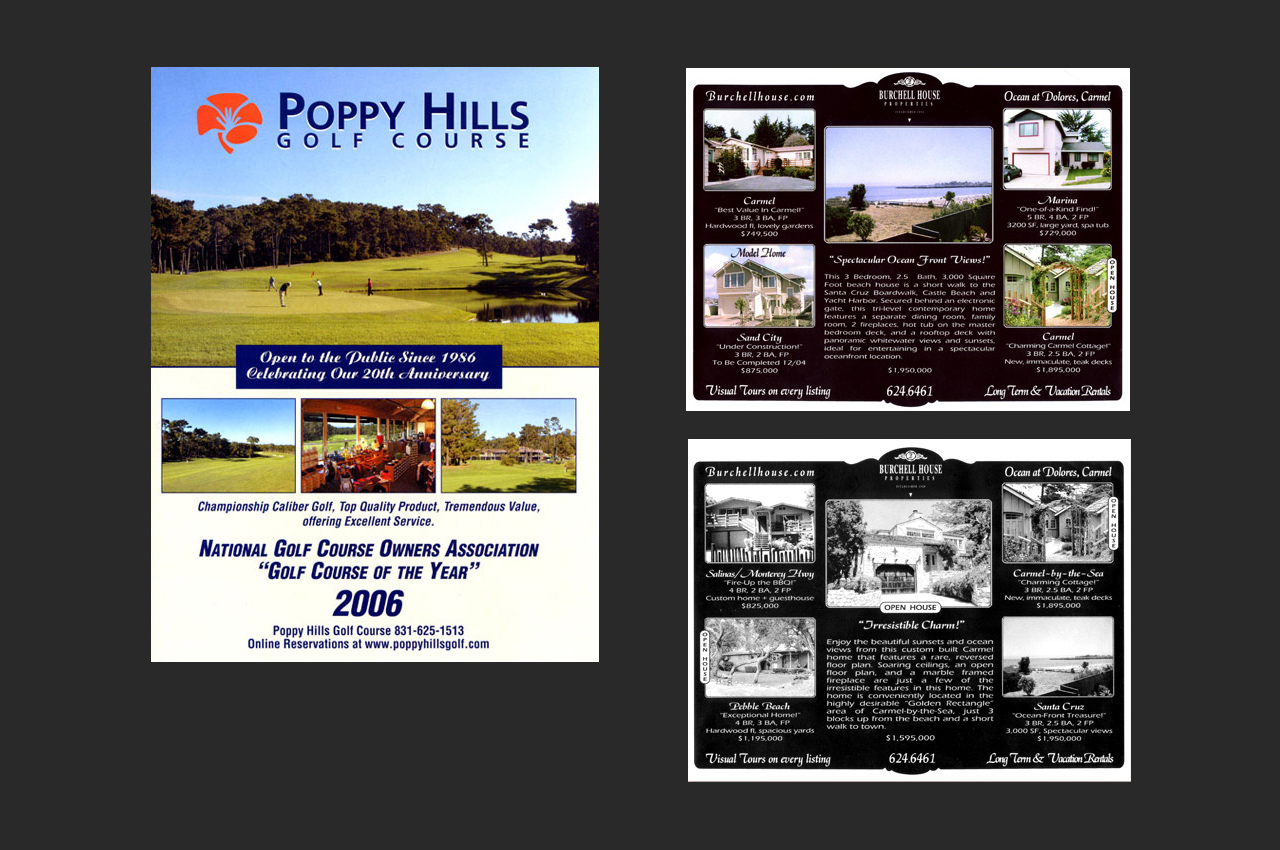 POPPY HILLS
GOLF COURSE
Open to the Public Since 1986
Celebrating Our 20th Anniversary
Championship Caliber Golf, Top Quality Product, Tremendous Value,
offering Excellent Service.
NATIONAL GOLF COURSE OWNERS ASSOCIATION
“GOLF COURSE OF THE YEAR”
2006
Poppy Hills Golf Course 831-625-1513
Online Reservations at www.poppyhillsgolf.com
Burchellhouse.com
BURCHELL HOUSE
PROPERTIES
Ocean at Dolores, Carmel
Carmel
"Best Value In Carmel!"
3 BR, 3 BA, FP
Hardwood fl, lovely gardens
$749,500
Marina
"One-of-a-Kind Find!"
5 BR, 4 BA, 2 FP
3200 SF, large yard, spa tub
$729,000
Model Home
Sand City
"Under Construction!"
3 BR, 2 BA, FP
To Be Completed 12/04
$875,000
“Spectacular Ocean Front Views!”
This 3 Bedroom, 2.5 Bath, 3,000 Square
Foot beach house is a short walk to the
Santa Cruz Boardwalk, Castle Beach and
Yacht Harbor. Secured behind an electronic
gate, this tri-level contemporary home
features a separate dining room, family
room, 2 fireplaces, hot tub on the master
bedroom deck, and a rooftop deck with
panoramic whitewater views and sunsets,
ideal for entertaining in a spectacular
oceanfront location.
$1,950,000
OPEN HOUSE
Carmel
"Charming Carmel Cottage!"
3 BR, 2.5 BA, 2 FP
New, immaculate, teak decks
$1,895,000
Visual Tours on every listing
624.6461
Long Term & Vacation Rentals
Burchellhouse.com
BURCHELL HOUSE
PROPERTIES
Ocean at Dolores, Carmel
Salinas/Monterey Hwy
"Fire-Up the BBQ!"
4 BR, 2 BA, 2 FP
Custom home + guesthouse
$825,000
OPEN HOUSE
Carmel-by-the-Sea
"Charming Cottage!"
3 BR, 2.5 BA, 2 FP
New, immaculate, teak decks
$1,895,000
OPEN HOUSE
“Irresistible Charm!”
Enjoy the beautiful sunsets and ocean
views from this custom built Carmel
home that features a rare, reversed
floor plan. Soaring ceilings, an open
floor plan, and a marble framed
fireplace are just a few of the
irresistible features in this home. The
home is conveniently located in the
highly desirable "Golden Rectangle"
area of Carmel-by-the-Sea, just 3
blocks up from the beach and a short
walk to town.
$1,595,000
OPEN HOUSE
Pebble Beach
"Exceptional Home!"
4 BR, 3 BA, FP
Hardwood fl, spacious yards
$1,195,000
Santa Cruz
"Ocean-Front Treasure!"
3 BR, 2.5 BA, 2 FP
3,000 SF, Spectacular views
$1,950,000
Visual Tours on every listing
624.6461
Long Term & Vacation Rentals